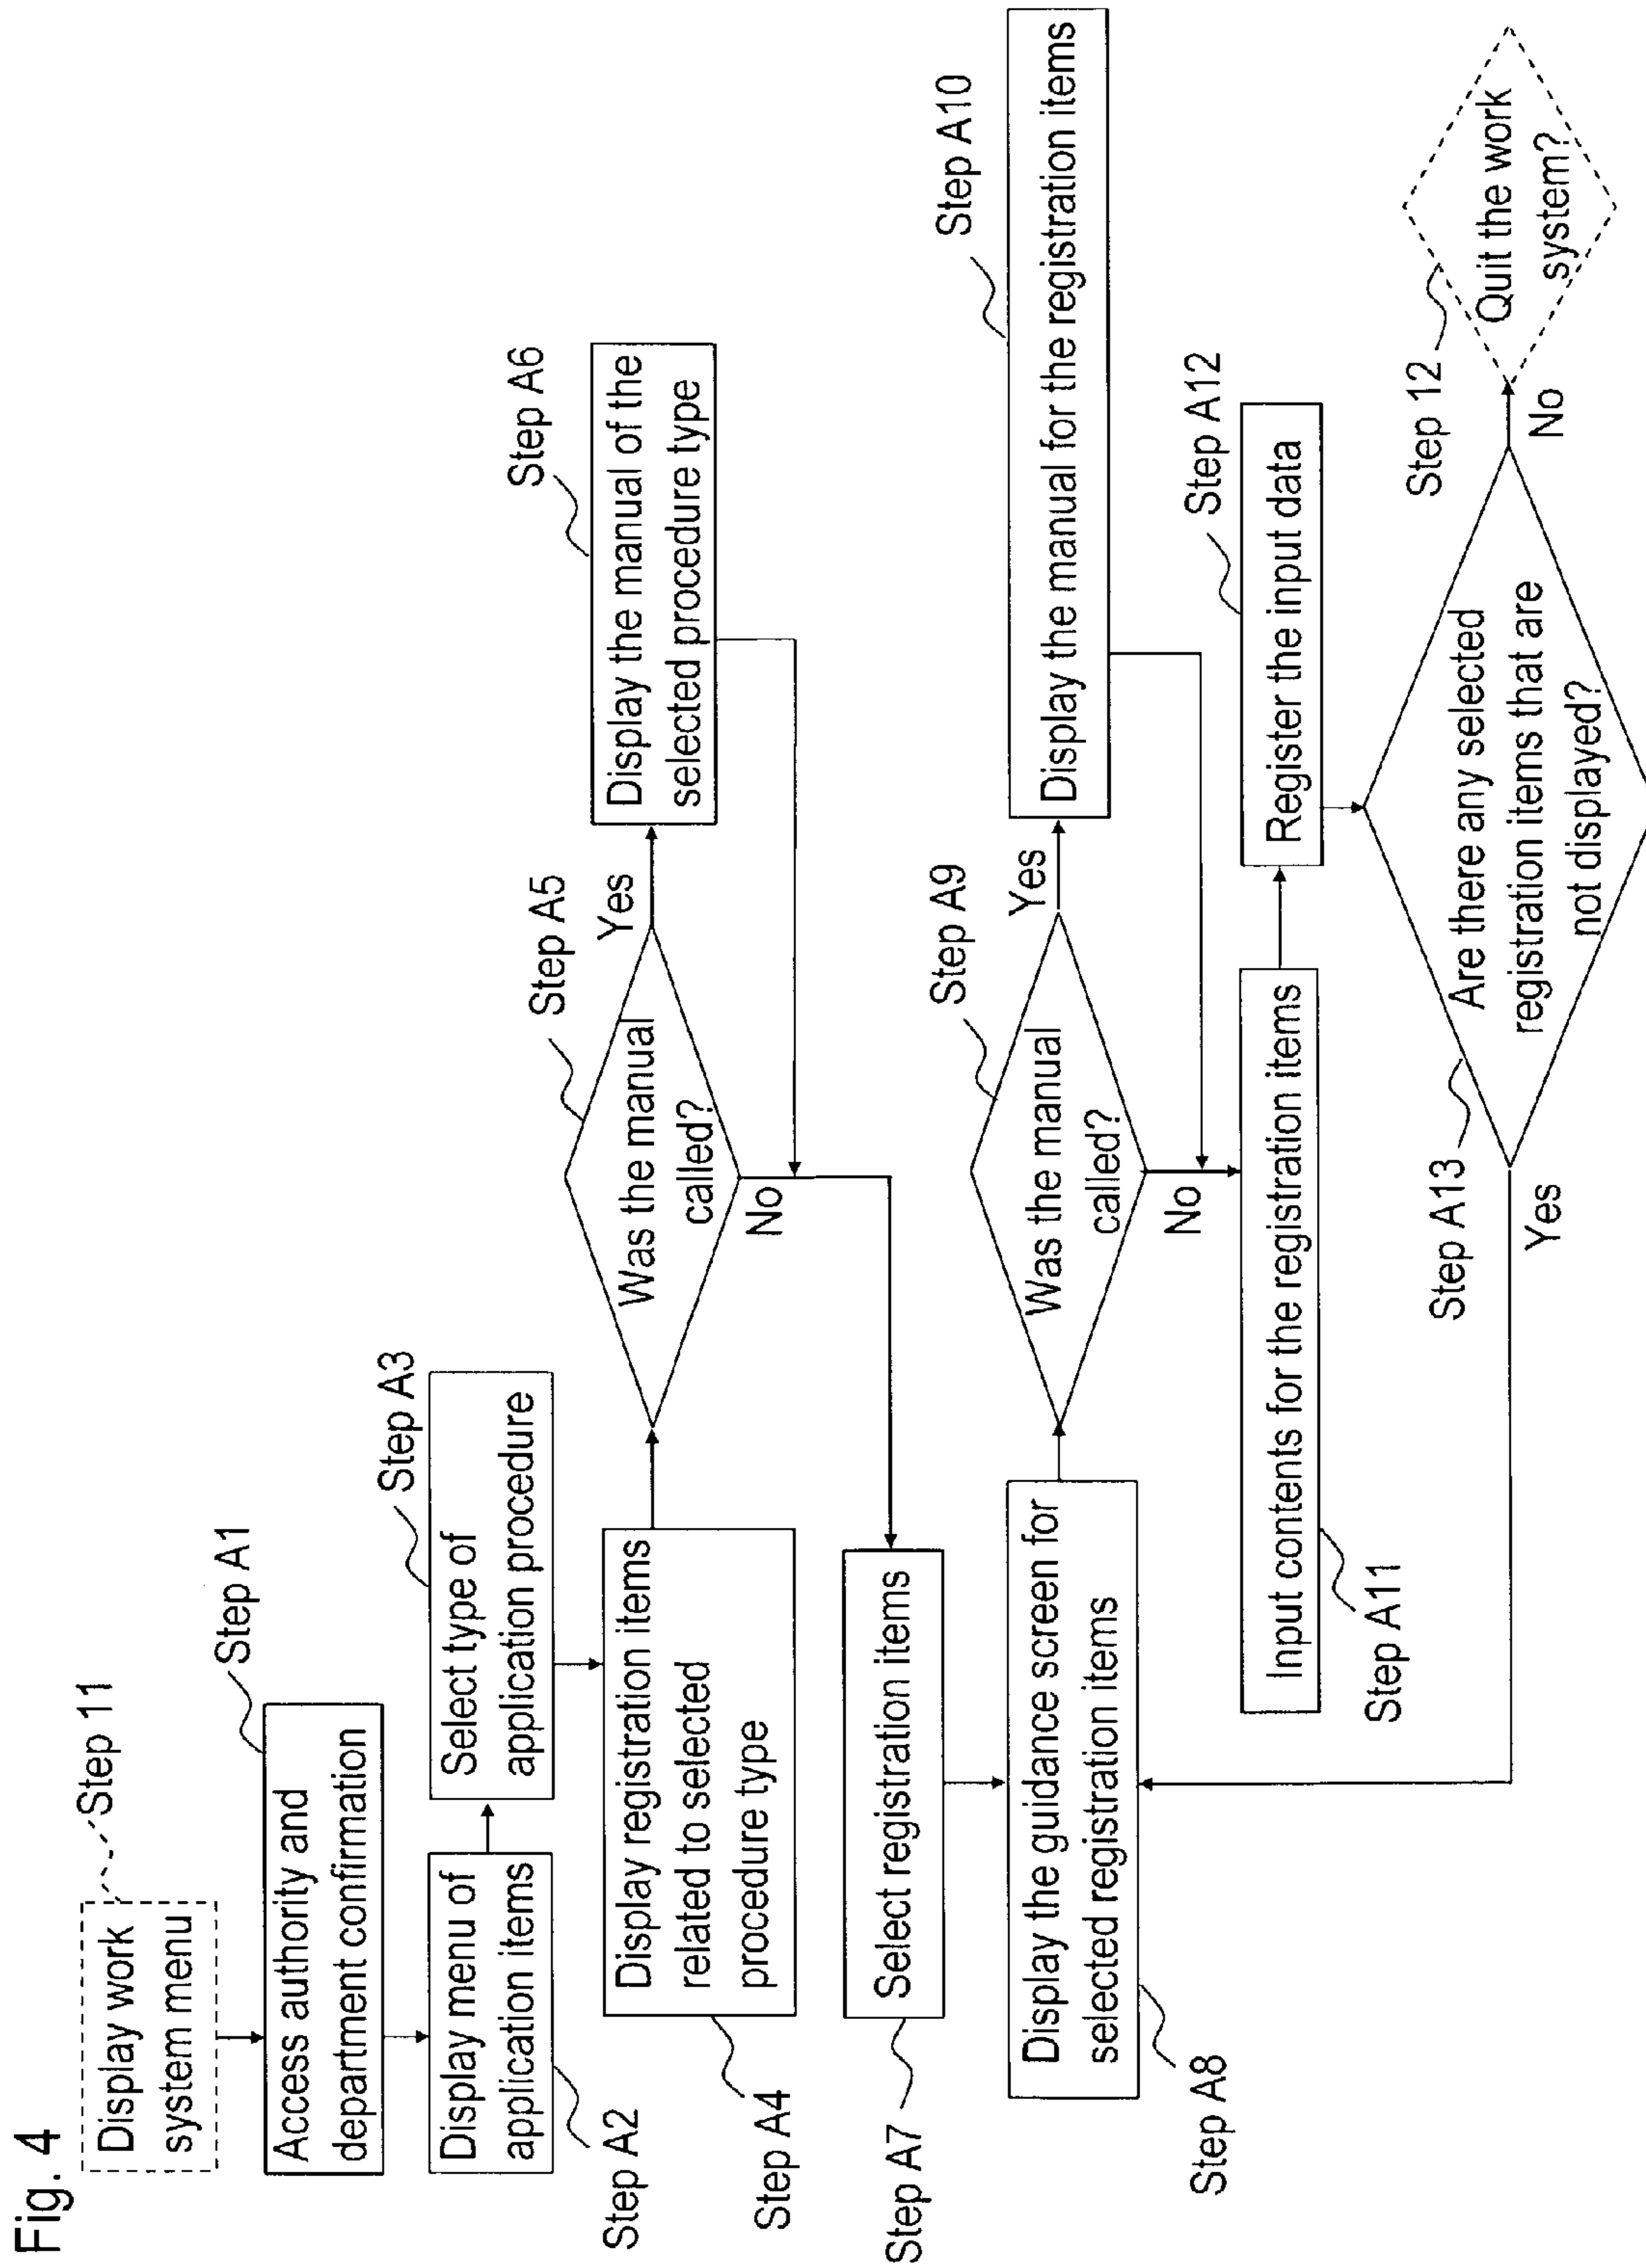 Fig. 4
Display work
system menu
Step 11
Access authority and
department confirmation
Step A1
Display menu of
application items
Step A2
Select type of
application procedure
Step A3
Display registration items
related to selected
procedure type
Step A4
Was the manual
called?
Step A5
Yes
No
Display the manual of the
selected procedure type
Step A6
Select registration items
Step A7
Display the guidance screen for
selected registration items
Step A8
Was the manual
called?
Step A9
Yes
No
Display the manual for the registration items
Step A10
Input contents for the registration items
Step A11
Register the input data
Step A12
Are there any selected
registration items that are
not displayed?
Step A13
Yes
No
Quit the work
system?
Step 12